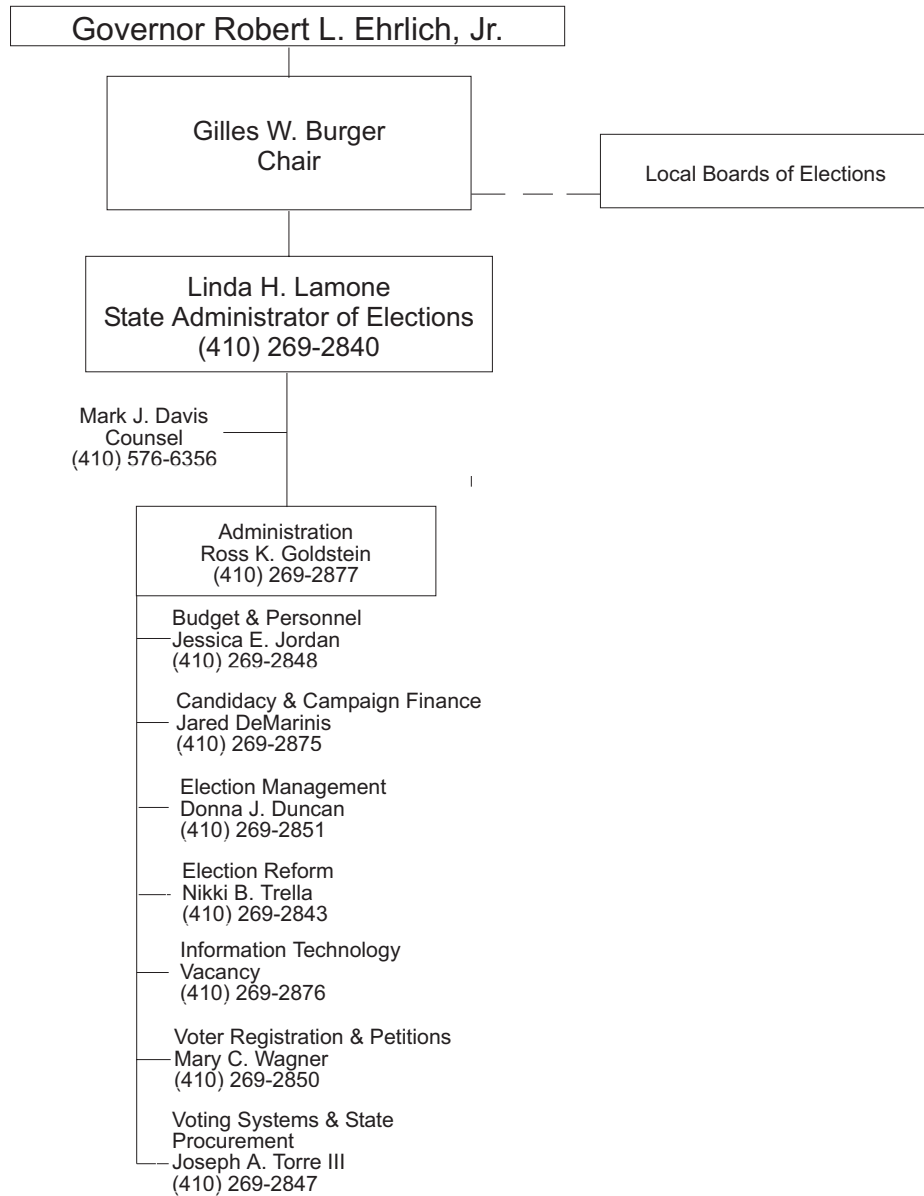 Governor Robert L. Ehrlich, Jr.
Gilles W. Burger
Chair
Local Boards of Elections
Linda H. Lamone
State Administrator of Elections
(410) 269-2840
Mark J. Davis
Counsel
(410) 576-6356
Administration
Ross K. Goldstein
(410) 269-2877
Budget & Personnel
Jessica E. Jordan
(410) 269-2848
Candidacy & Campaign Finance
Jared DeMarinis
(410) 269-2875
Election Management
Donna J. Duncan
(410) 269-2851
Election Reform
Nikki B. Trella
(410) 269-2843
Information Technology
Vacancy
(410) 269-2876
Voter Registration & Petitions
Mary C. Wagner
(410) 269-2850
Voting Systems & State
Procurement
Joseph A. Torre III
(410) 269-2847